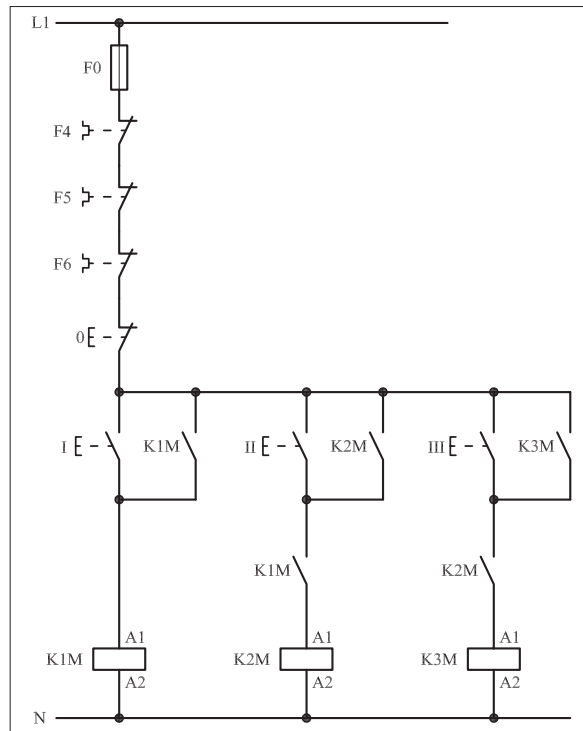 L1
F0
F4
F5
F6
0
I K1M II K2M III K3M
K1M K2M
A1 A1 A1
K1M K2M K3M
A2 A2 A2
N